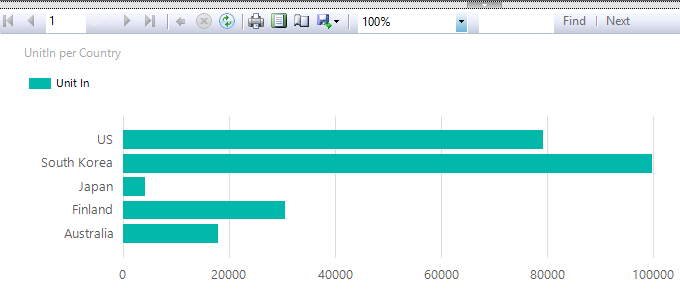 1 100% Find | Next
UnitIn per Country
Unit In
US
South Korea
Japan
Finland
Australia
0 20000 40000 60000 80000 100000